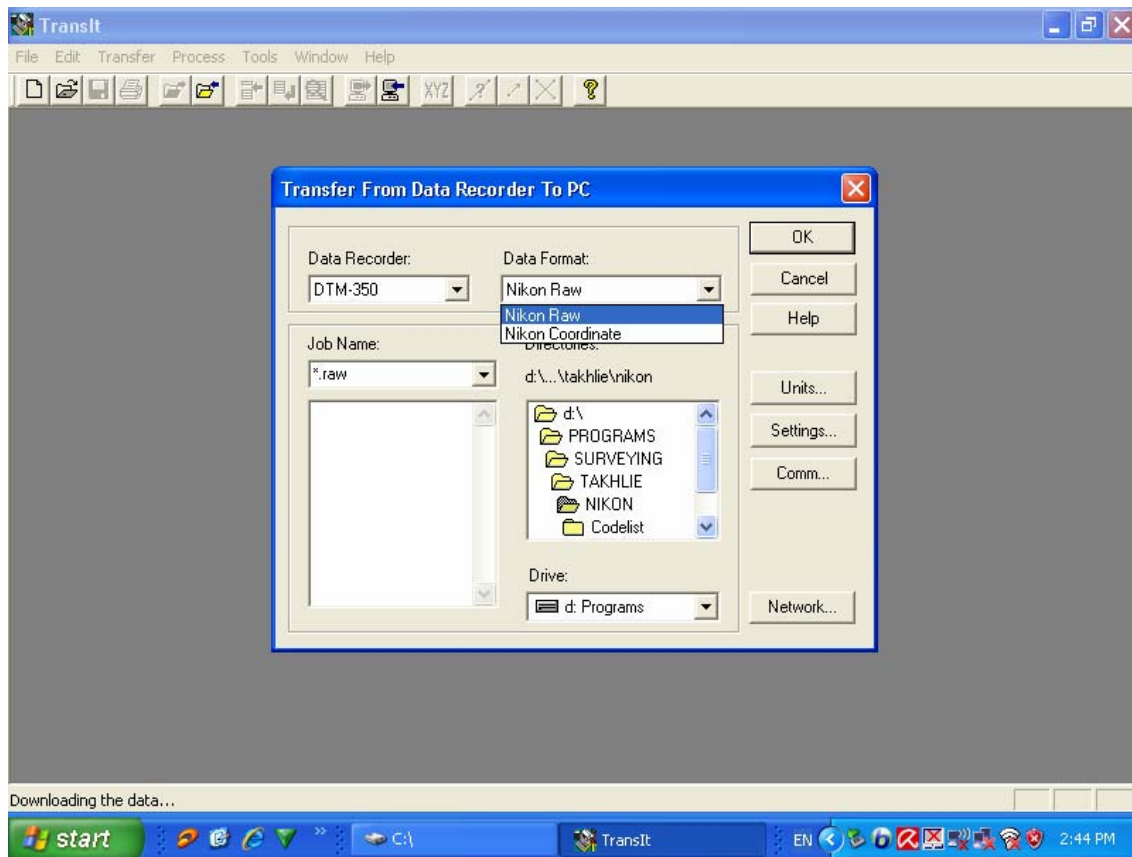 TransIt
File Edit Transfer Process Tools Window Help
XYZ
Transfer From Data Recorder To PC
Data Recorder:
DTM-350
Data Format:
Nikon Raw
Nikon Raw
Nikon Coordinate
OK
Cancel
Help
Job Name:
*.raw
Directories:
d:\...\takhlie\nikon
d:\
PROGRAMS
SURVEYING
TAKHLIE
NIKON
Codelist
Drive:
d: Programs
Units...
Settings...
Comm...
Network...
Downloading the data...
start
C:\
TransIt
EN
2:44 PM